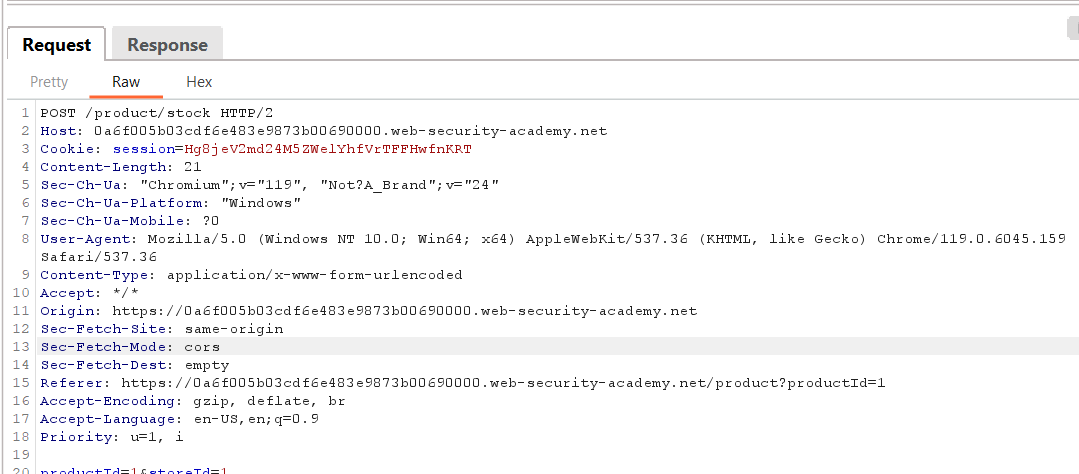 Request Response
Pretty Raw Hex
1 POST /product/stock HTTP/2
2 Host: 0a6f005b03cdf6e483e9873b00690000.web-security-academy.net
3 Cookie: session=Hg8jeV2md24M5ZWelYhfVrTFFHwfnKRT
4 Content-Length: 21
5 Sec-Ch-Ua: "Chromium";v="119", "Not?A_Brand";v="24"
6 Sec-Ch-Ua-Platform: "Windows"
7 Sec-Ch-Ua-Mobile: ?0
8 User-Agent: Mozilla/5.0 (Windows NT 10.0; Win64; x64) AppleWebKit/537.36 (KHTML, like Gecko) Chrome/119.0.6045.159
Safari/537.36
9 Content-Type: application/x-www-form-urlencoded
10 Accept: */*
11 Origin: https://0a6f005b03cdf6e483e9873b00690000.web-security-academy.net
12 Sec-Fetch-Site: same-origin
13 Sec-Fetch-Mode: cors
14 Sec-Fetch-Dest: empty
15 Referer: https://0a6f005b03cdf6e483e9873b00690000.web-security-academy.net/product?productId=1
16 Accept-Encoding: gzip, deflate, br
17 Accept-Language: en-US,en;q=0.9
18 Priority: u=1, i
19
20 productId=1&storeId=1